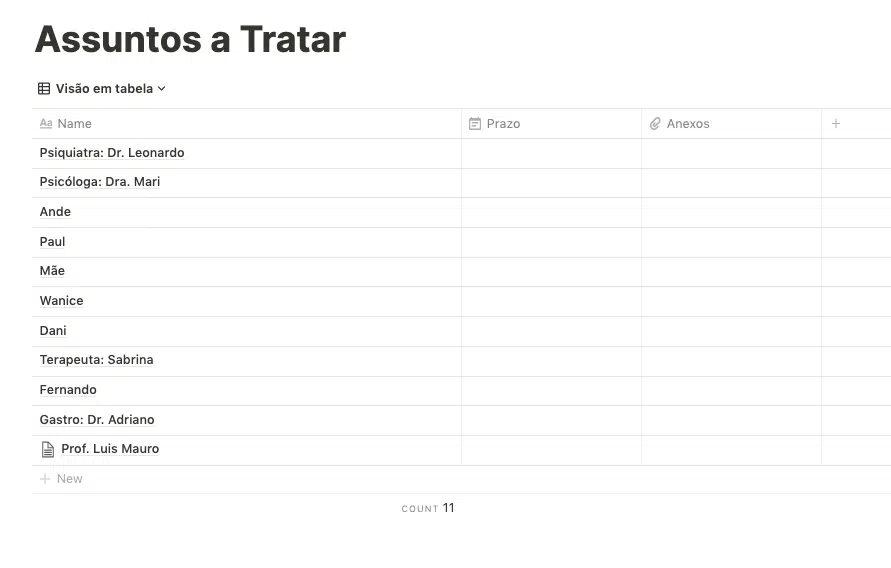 Assuntos a Tratar
Visão em tabela
Aa Name Prazo Anexos +
Psiquiatra: Dr. Leonardo
Psicóloga: Dra. Mari
Ande
Paul
Mãe
Wanice
Dani
Terapeuta: Sabrina
Fernando
Gastro: Dr. Adriano
Prof. Luis Mauro
+ New
COUNT 11